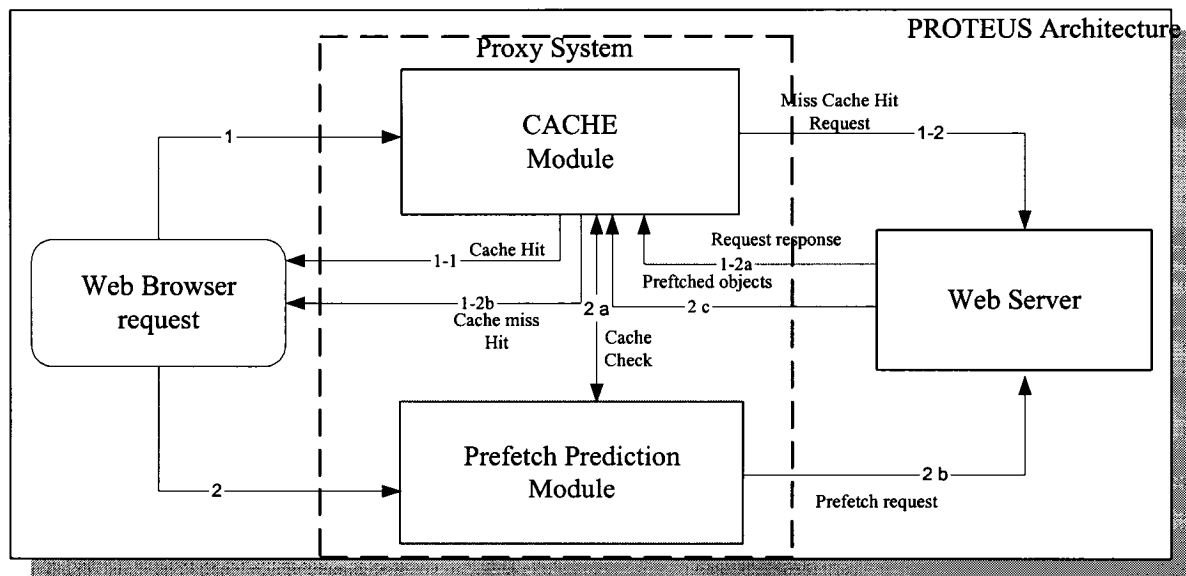 PROTEUS Architecture
Proxy System
CACHE
Module
Miss Cache Hit
Request
1
1-2
Cache Hit
1-1
Request response
1-2a
Preftched objects
Web Browser
request
1-2b
Cache miss
Hit
2 a
2 c
Cache
Check
Web Server
Prefetch Prediction
Module
2
2 b
Prefetch request